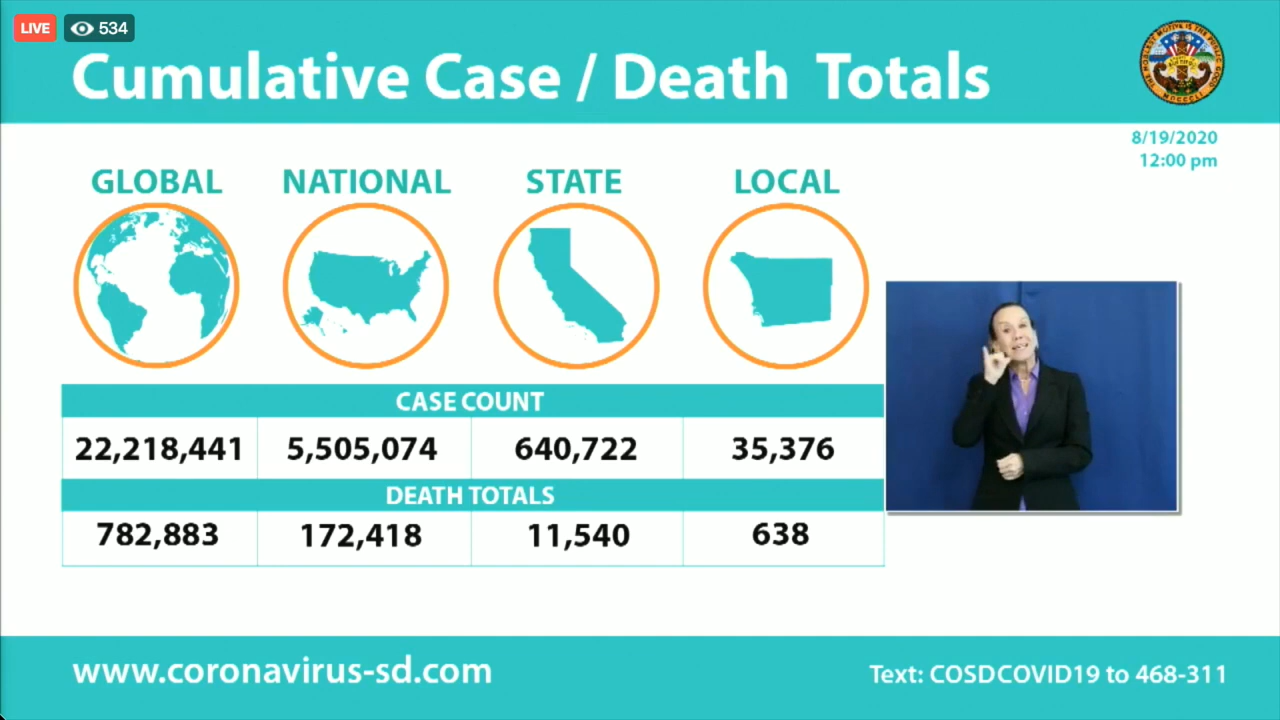 LIVE 534
Cumulative Case / Death Totals
8/19/2020
12:00 pm
GLOBAL NATIONAL STATE LOCAL
CASE COUNT
22,218,441 5,505,074 640,722 35,376
DEATH TOTALS
782,883 172,418 11,540 638
www.coronavirus-sd.com
Text: COSDCOVID19 to 468-311